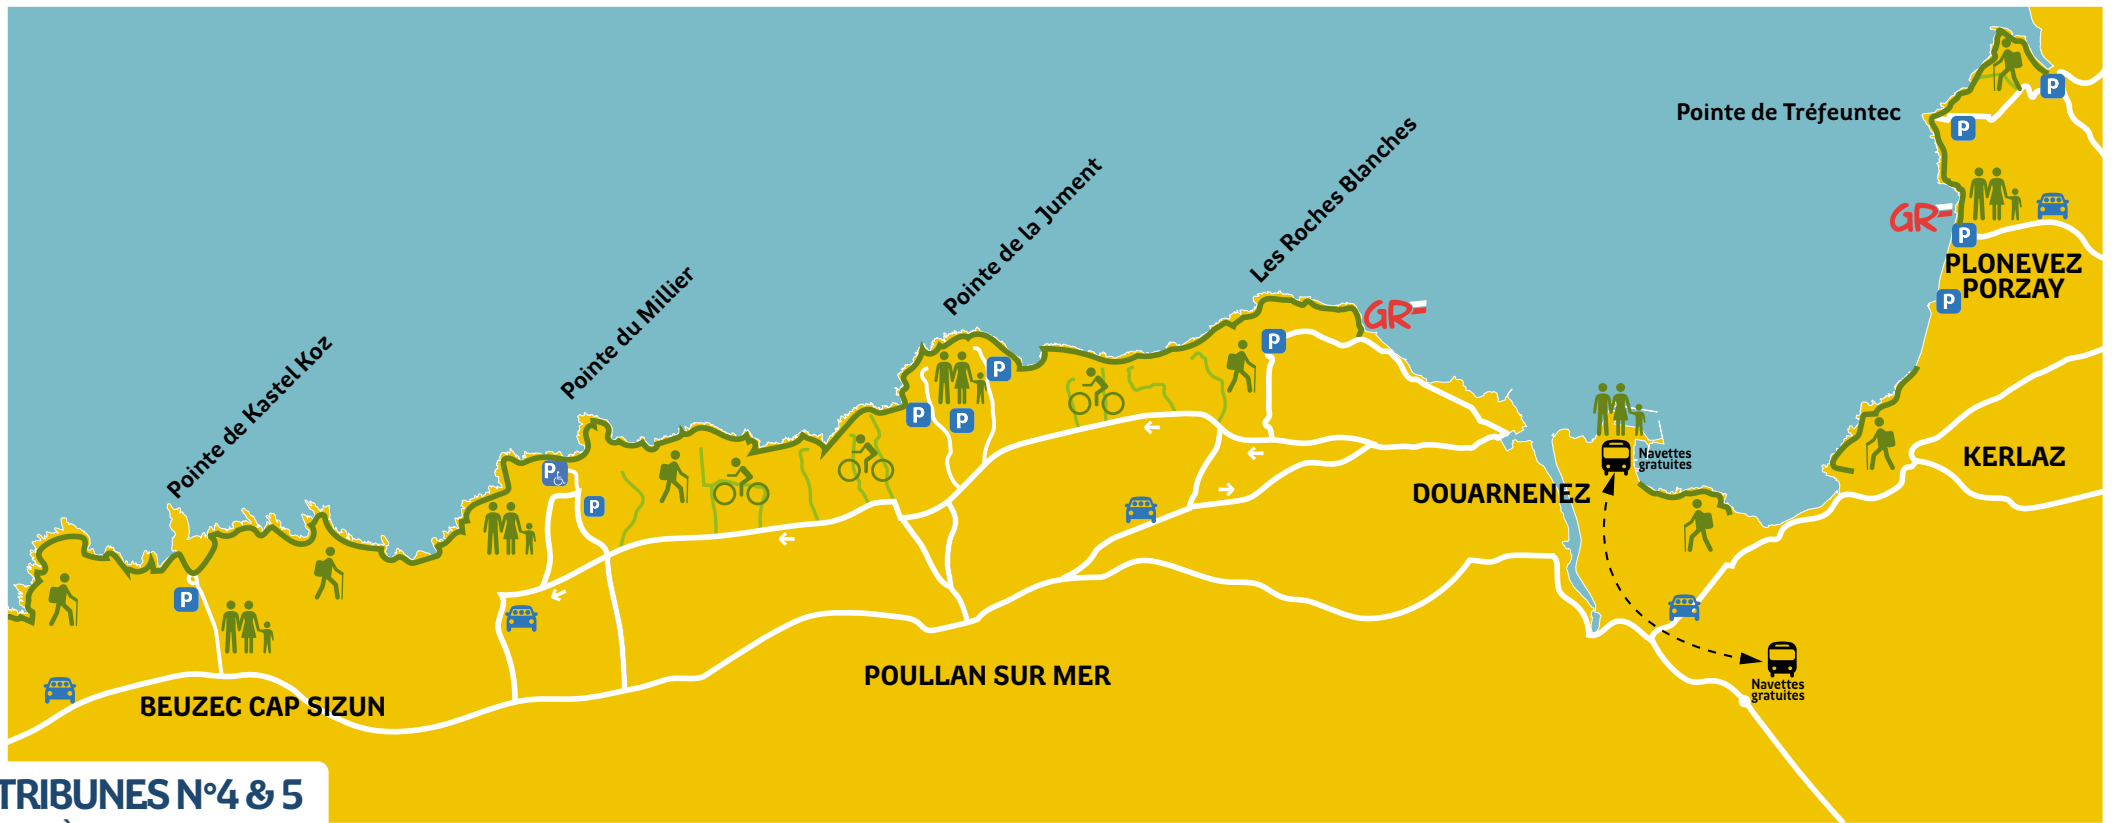 Pointe de Tréfeuntec
P
P
GR
P
PLONEVEZ
PORZAY
P
Les Roches Blanches
GR
P
Pointe de la Jument
P
P
P
Pointe du Millier
P
P
Pointe de Kastel Koz
P
Navettes
gratuites
KERLAZ
DOUARNENEZ
Navettes
gratuites
POULLAN SUR MER
BEUZEC CAP SIZUN
TRIBUNES N°4 & 5